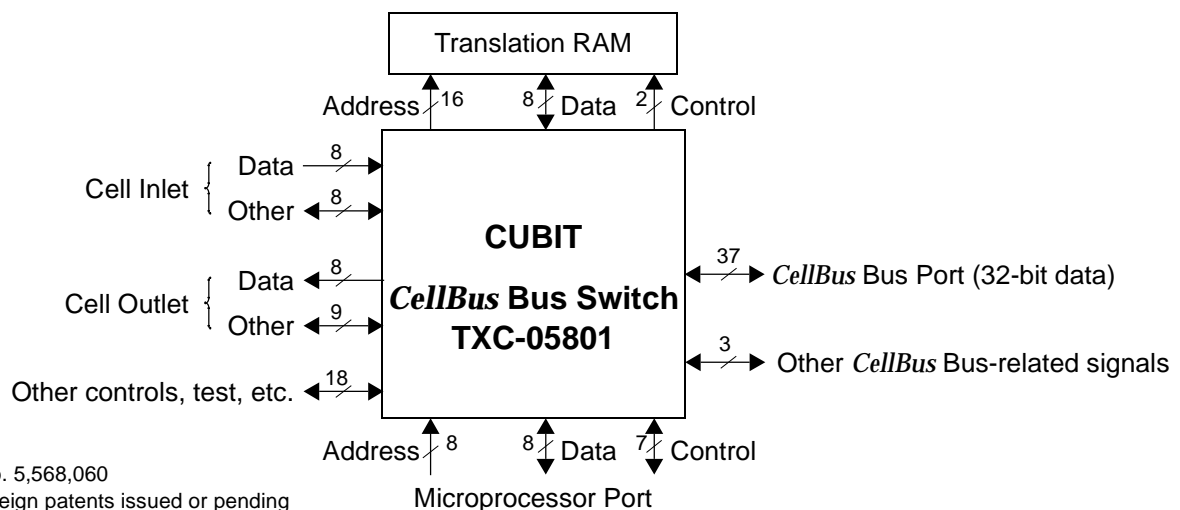 Translation RAM
Address 16 8 Data 2 Control
Cell Inlet { Data 8
Other 8
Cell Outlet { Data 8
Other 9
Other controls, test, etc. 18
CUBIT
CellBus Bus Switch
TXC-05801
37 CellBus Bus Port (32-bit data)
3 Other CellBus Bus-related signals
Address 8 8 Data 7 Control
Microprocessor Port
. 5,568,060
eign patents issued or pending